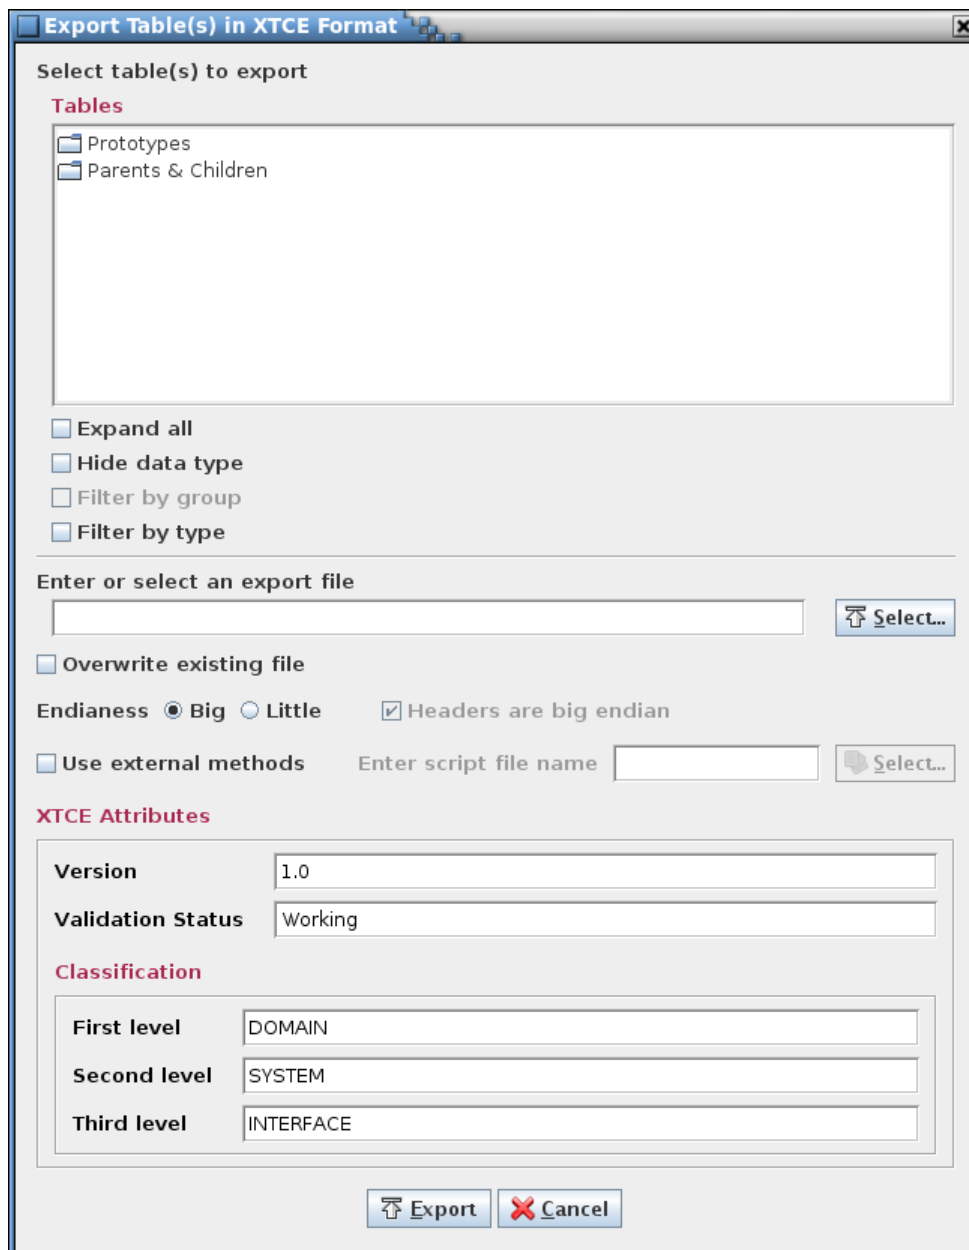 Export Table(s) in XTCE Format
Select table(s) to export
Tables
Prototypes
Parents & Children
Expand all
Hide data type
Filter by group
Filter by type
Enter or select an export file
Select...
Overwrite existing file
Endianess Big Little Headers are big endian
Use external methods Enter script file name Select...
XTCE Attributes
Version 1.0
Validation Status Working
Classification
First level DOMAIN
Second level SYSTEM
Third level INTERFACE
Export Cancel